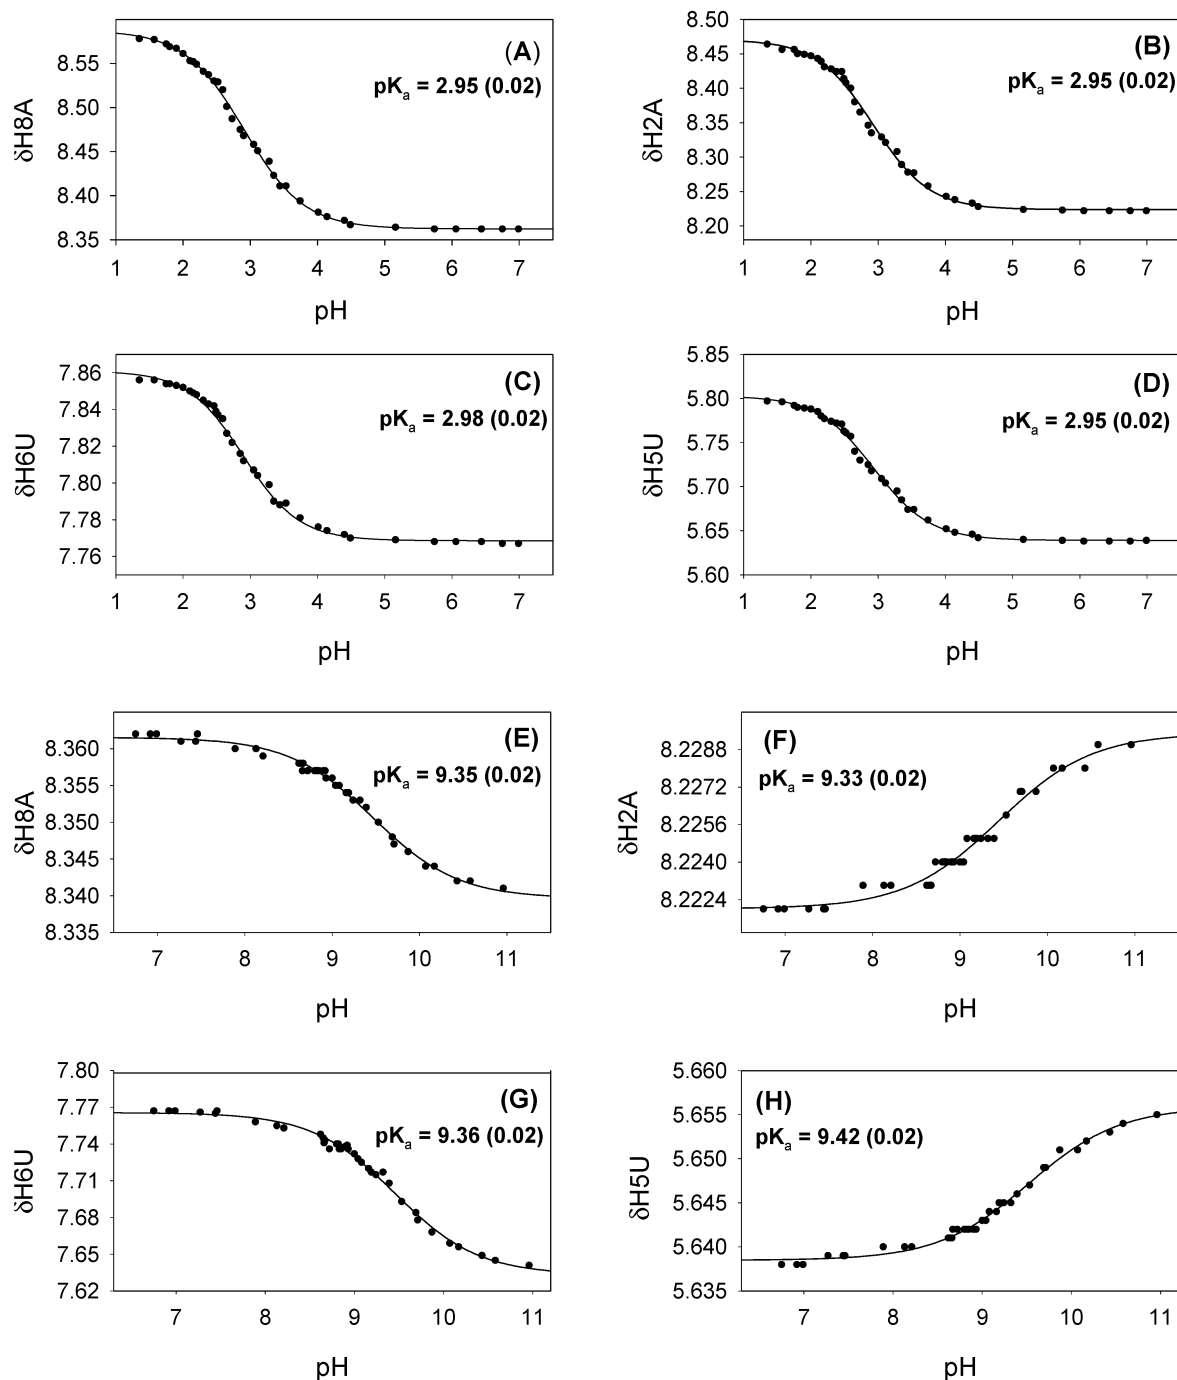 (A)
pKa = 2.95 (0.02)
δH8A
8.55
8.50
8.45
8.40
8.35
1 2 3 4 5 6 7
pH
(B)
pKa = 2.95 (0.02)
δH2A
8.50
8.45
8.40
8.35
8.30
8.25
8.20
1 2 3 4 5 6 7
pH
(C)
pKa = 2.98 (0.02)
δH6U
7.86
7.84
7.82
7.80
7.78
7.76
1 2 3 4 5 6 7
pH
(D)
pKa = 2.95 (0.02)
δH5U
5.85
5.80
5.75
5.70
5.65
5.60
1 2 3 4 5 6 7
pH
(E)
pKa = 9.35 (0.02)
δH8A
8.360
8.355
8.350
8.345
8.340
8.335
7 8 9 10 11
pH
(F)
pKa = 9.33 (0.02)
δH2A
8.2288
8.2272
8.2256
8.2240
8.2224
7 8 9 10 11
pH
(G)
pKa = 9.36 (0.02)
δH6U
7.80
7.77
7.74
7.71
7.68
7.65
7.62
7 8 9 10 11
pH
(H)
pKa = 9.42 (0.02)
δH5U
5.660
5.655
5.650
5.645
5.640
5.635
7 8 9 10 11
pH